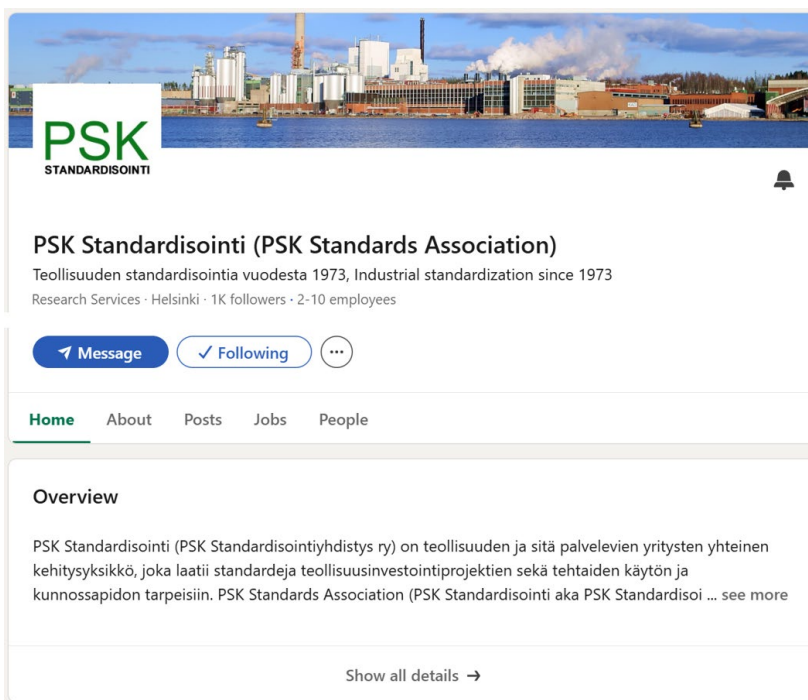 PSK
STANDARDISOINTI
PSK Standardisointi (PSK Standards Association)
Teollisuuden standardisointia vuodesta 1973, Industrial standardization since 1973
Research Services · Helsinki · 1K followers · 2-10 employees
Message
Following
Home About Posts Jobs People
Overview
PSK Standardisointi (PSK Standardisointiyhdistys ry) on teollisuuden ja sitä palvelevien yritysten yhteinen
kehitysyksikkö, joka laatii standardeja teollisuusinvestointiprojektien sekä tehtaiden käytön ja
kunnossapidon tarpeisiin. PSK Standards Association (PSK Standardisointi aka PSK Standardisoi ... see more
Show all details →